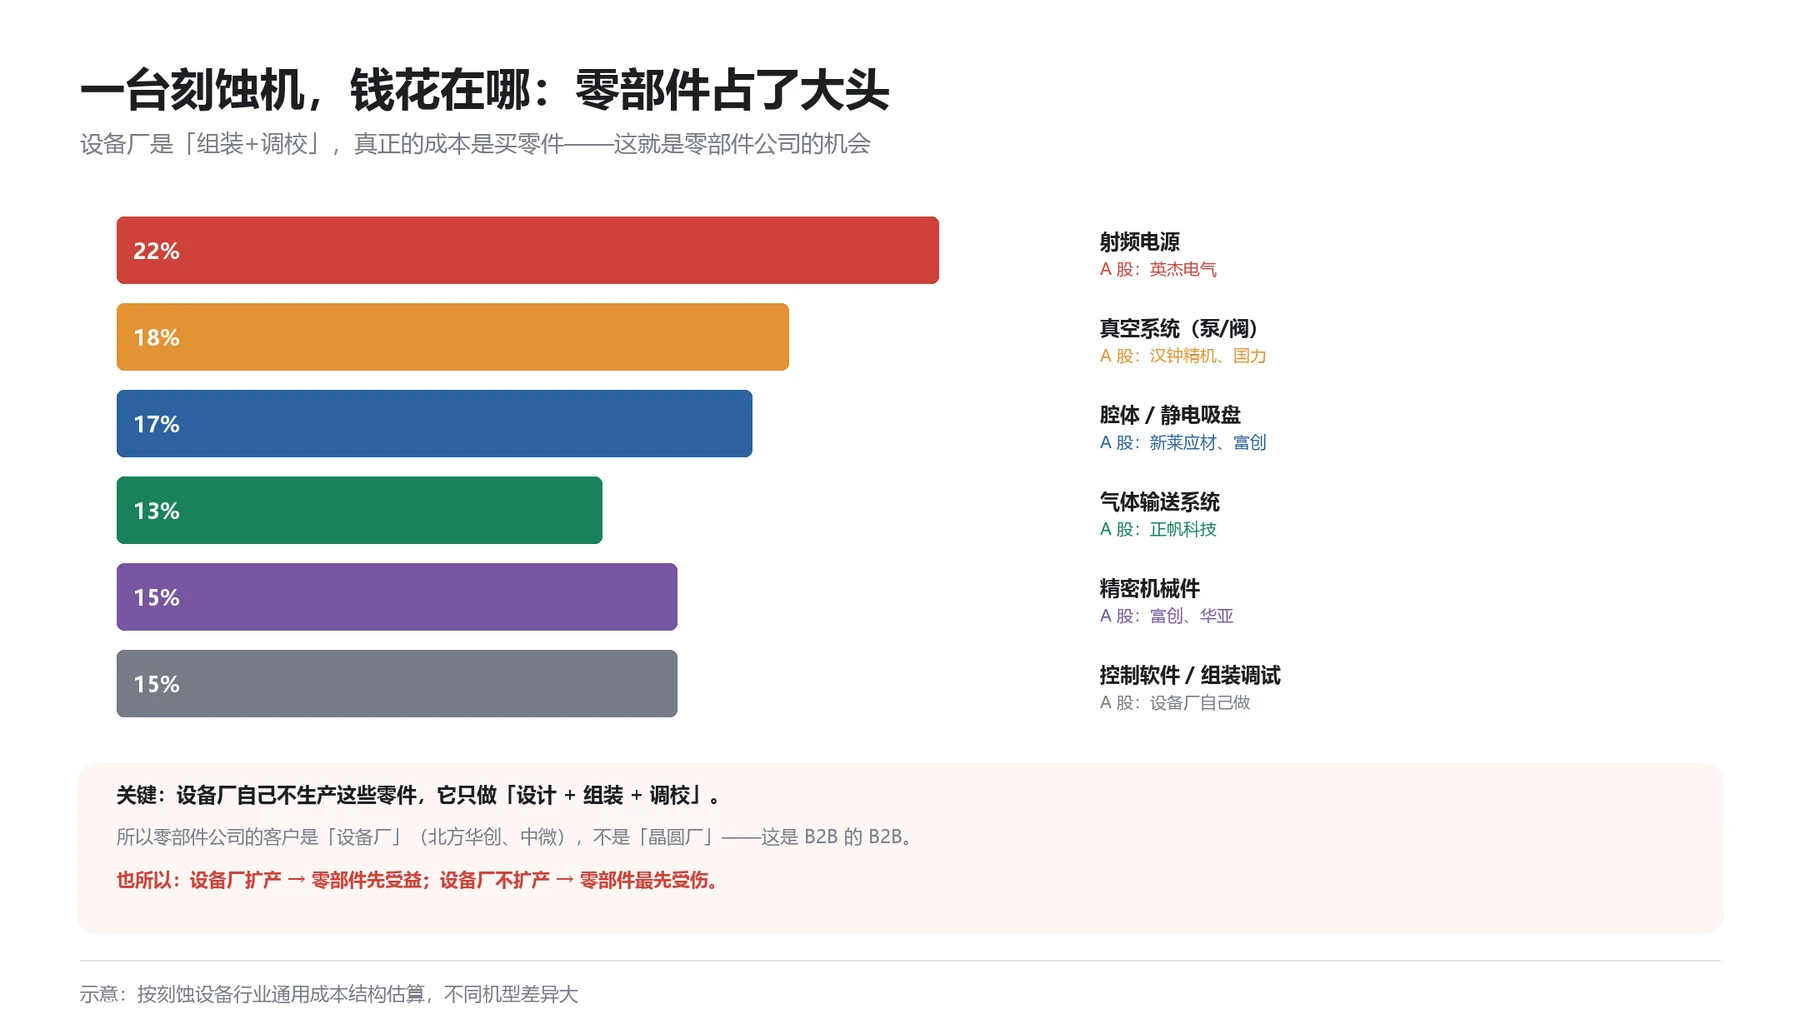 一台刻蚀机，钱花在哪：零部件占了大头
设备厂是「组装+调校」，真正的成本是买零件——这就是零部件公司的机会
22%
射频电源
A 股：英杰电气
18%
真空系统（泵/阀）
A 股：汉钟精机、国力
17%
腔体 / 静电吸盘
A 股：新莱应材、富创
13%
气体输送系统
A 股：正帆科技
15%
精密机械件
A 股：富创、华亚
15%
控制软件 / 组装调试
A 股：设备厂自己做
关键：设备厂自己不生产这些零件，它只做「设计 + 组装 + 调校」。
所以零部件公司的客户是「设备厂」（北方华创、中微），不是「晶圆厂」——这是 B2B 的 B2B。
也所以：设备厂扩产 → 零部件先受益；设备厂不扩产 → 零部件最先受伤。
示意：按刻蚀设备行业通用成本结构估算，不同机型差异大